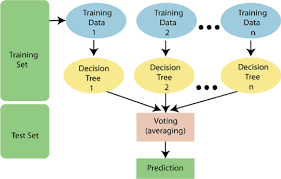 Training
Set
Training
Data
1
Training
Data
2
Training
Data
n
Decision
Tree
1
Decision
Tree
2
Decision
Tree
n
Test Set
Voting
(averaging)
Prediction